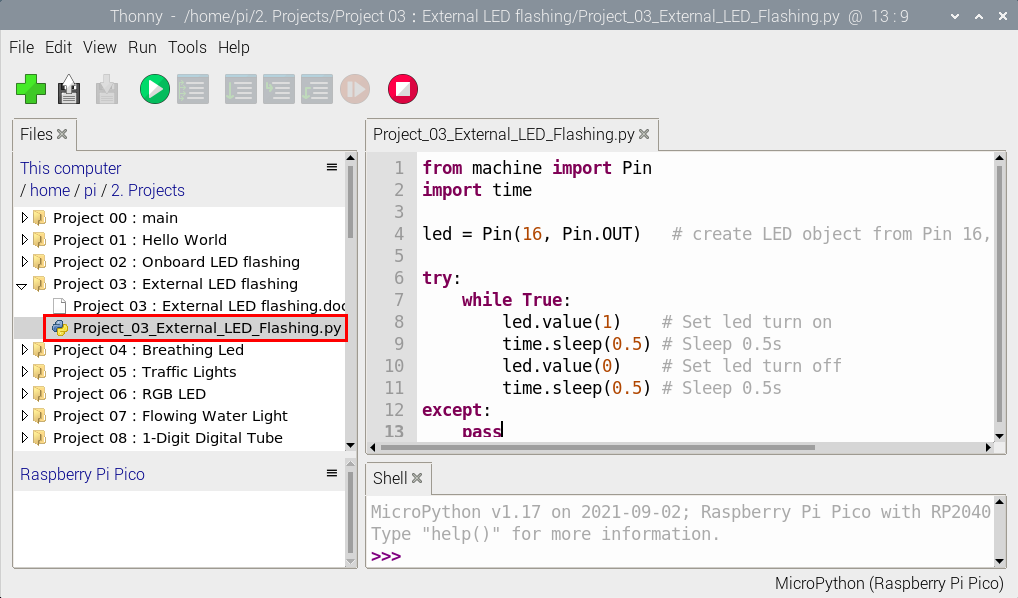 Thonny - /home/pi/2. Projects/Project 03 : External LED flashing/Project_03_External_LED_Flashing.py @ 13 : 9
File Edit View Run Tools Help
Files
This computer
/ home / pi / 2. Projects
Project 00 : main
Project 01 : Hello World
Project 02 : Onboard LED flashing
Project 03 : External LED flashing
Project 03 : External LED flashing.doc
Project_03_External_LED_Flashing.py
Project 04 : Breathing Led
Project 05 : Traffic Lights
Project 06 : RGB LED
Project 07 : Flowing Water Light
Project 08 : 1-Digit Digital Tube
Raspberry Pi Pico
Project_03_External_LED_Flashing.py
1 from machine import Pin
2 import time
3
4 led = Pin(16, Pin.OUT) # create LED object from Pin 16,
5
6 try:
7 while True:
8 led.value(1) # Set led turn on
9 time.sleep(0.5) # Sleep 0.5s
10 led.value(0) # Set led turn off
11 time.sleep(0.5) # Sleep 0.5s
12 except:
13 pass
Shell
MicroPython v1.17 on 2021-09-02; Raspberry Pi Pico with RP2040
Type "help()" for more information.
>>>
MicroPython (Raspberry Pi Pico)